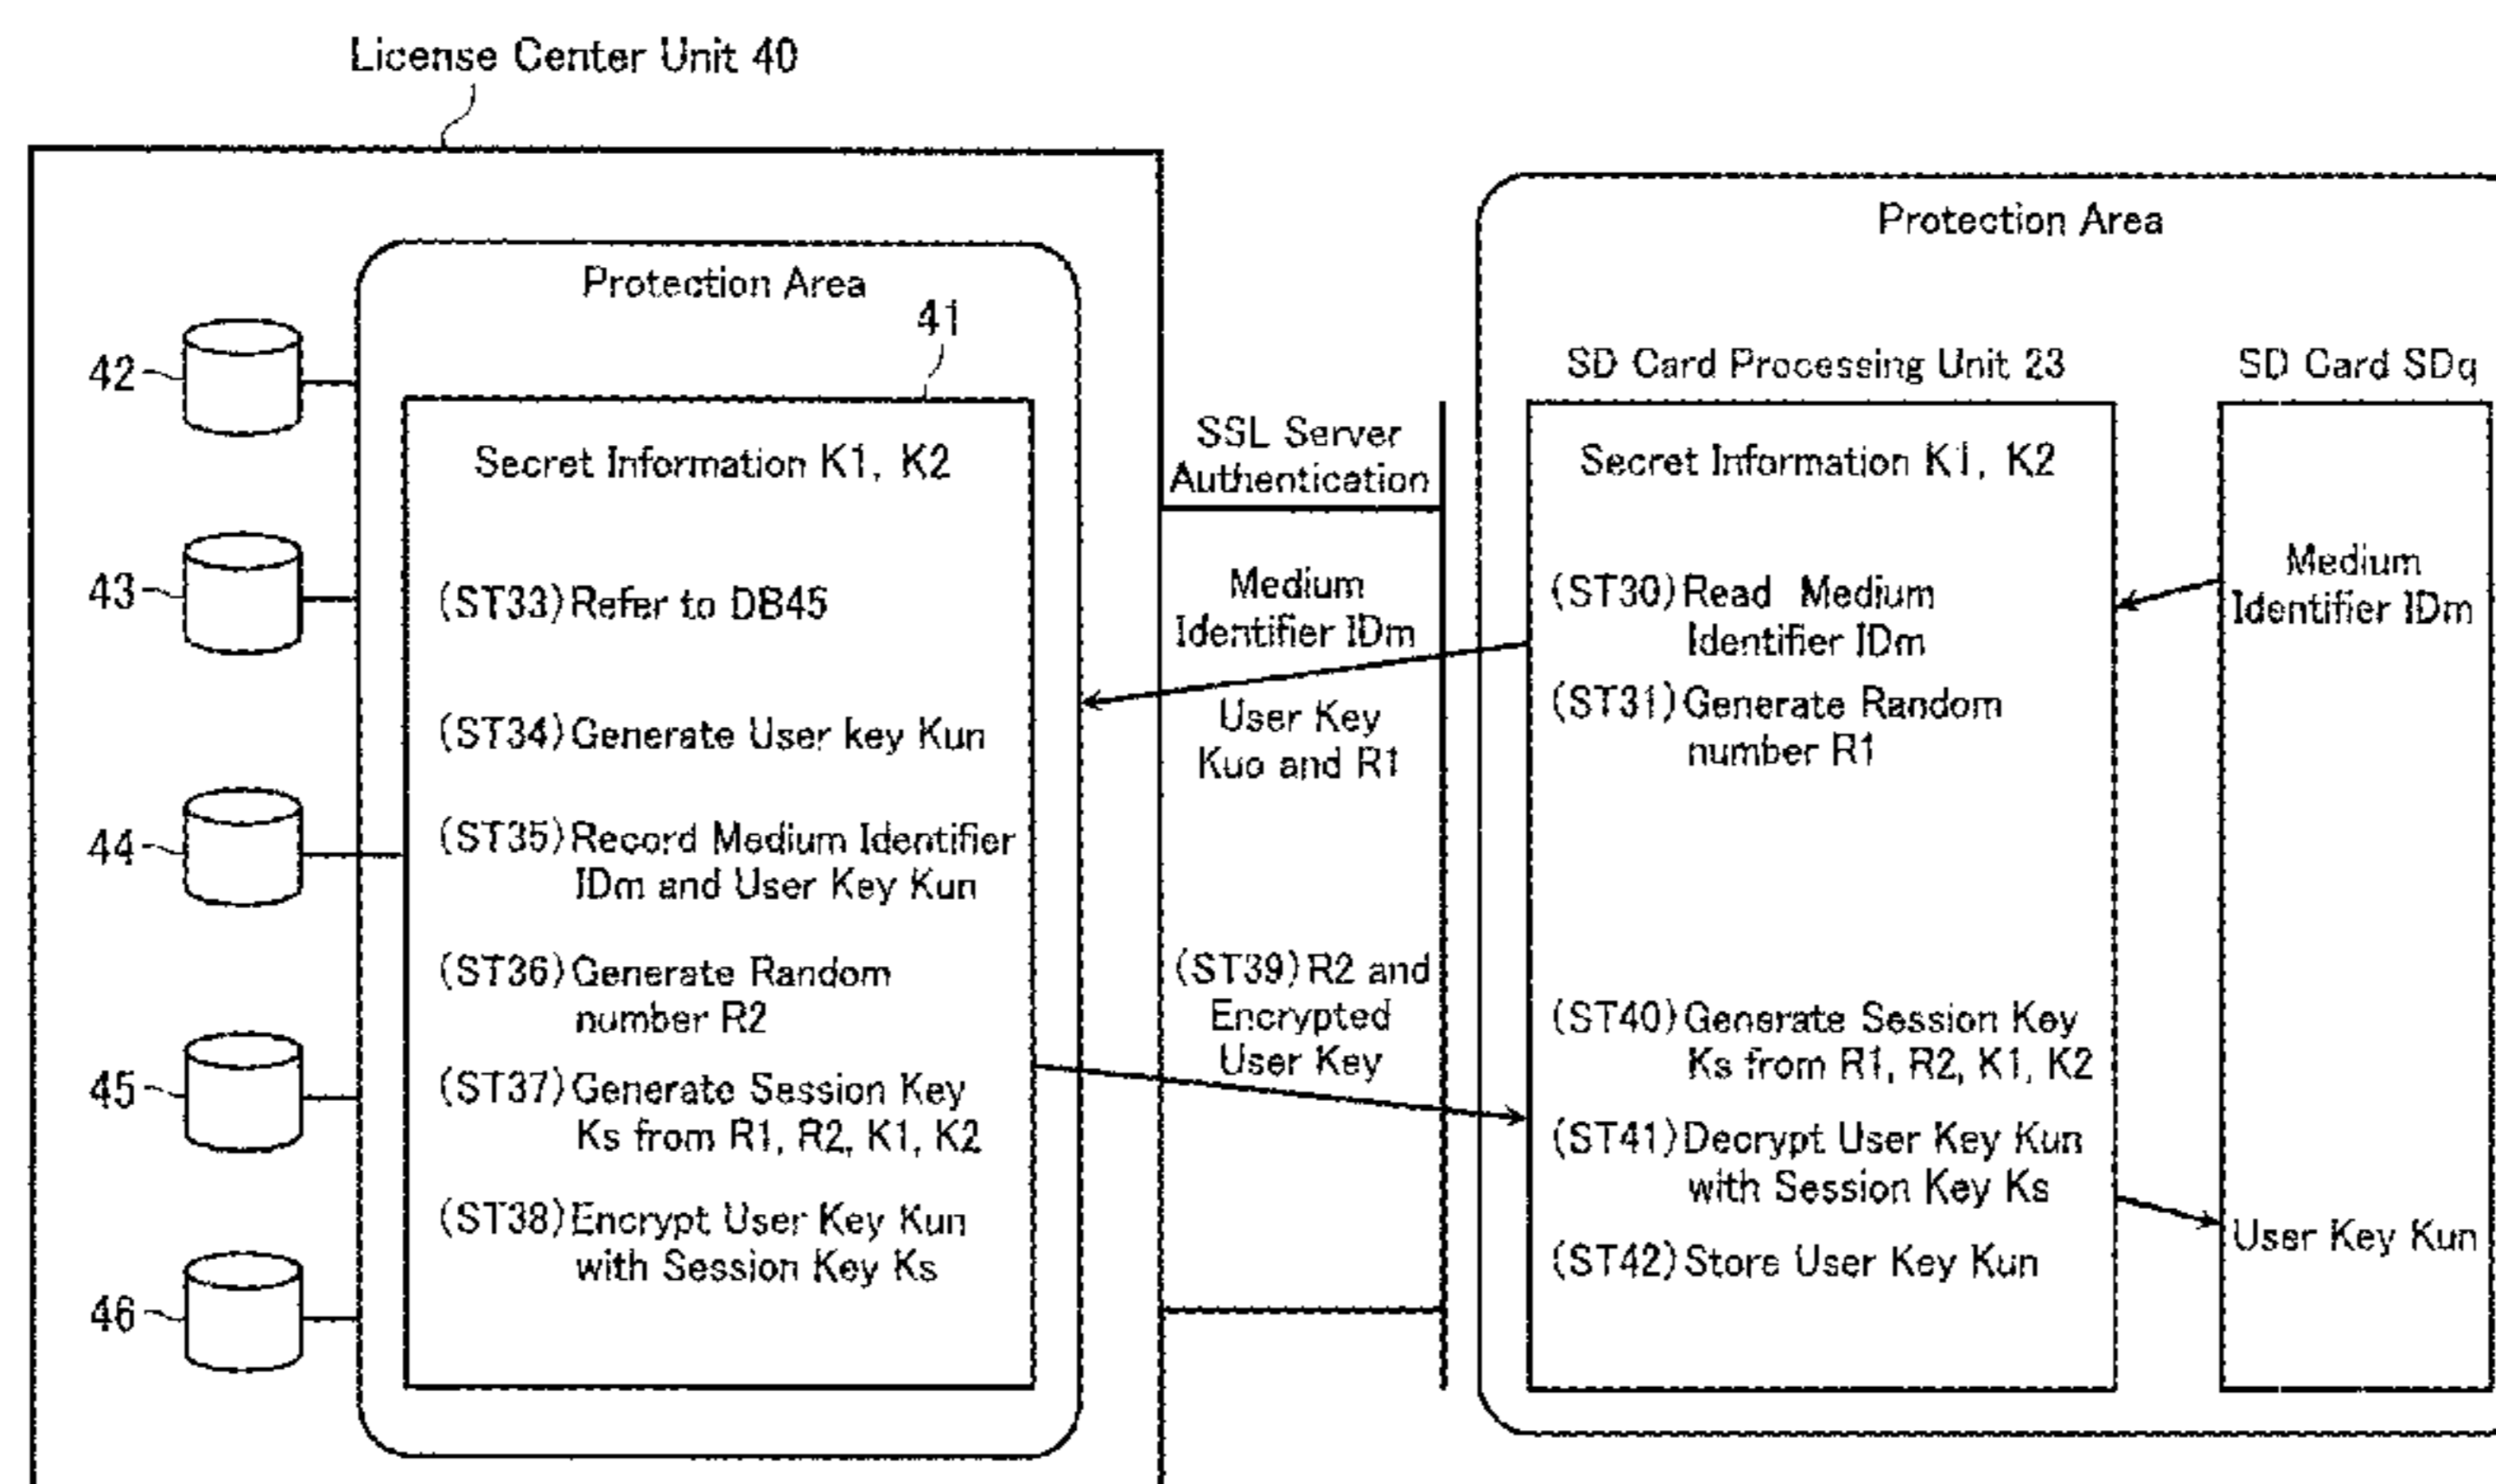 License Center Unit 40
Protection Area
41
42
43
44
45
46
Secret Information K1, K2
(ST33) Refer to DB45
(ST34) Generate User key Kun
(ST35) Record Medium Identifier
IDm and User Key Kun
(ST36) Generate Random
number R2
(ST37) Generate Session Key
Ks from R1, R2, K1, K2
(ST38) Encrypt User Key Kun
with Session Key Ks
SSL Server
Authentication
Medium
Identifier IDm
User Key
Kuo and R1
(ST39) R2 and
Encrypted
User Key
Protection Area
SD Card Processing Unit 23
Secret Information K1, K2
(ST30) Read Medium
Identifier IDm
(ST31) Generate Random
number R1
(ST40) Generate Session Key
Ks from R1, R2, K1, K2
(ST41) Decrypt User Key Kun
with Session Key Ks
(ST42) Store User Key Kun
SD Card SDq
Medium
Identifier IDm
User Key Kun